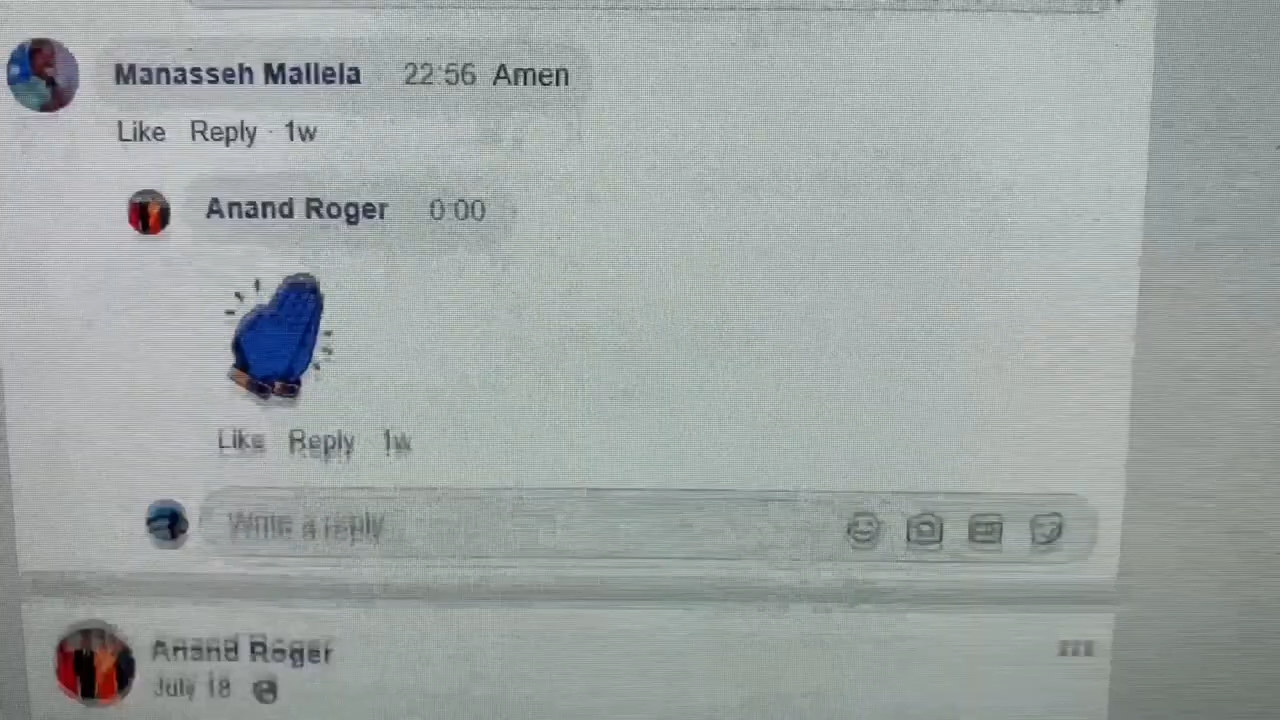 Manasseh Mallela 22:56 Amen
Like Reply · 1w
Anand Roger 0:00
Like Reply 1w
Write a reply
Anand Roger
July 18